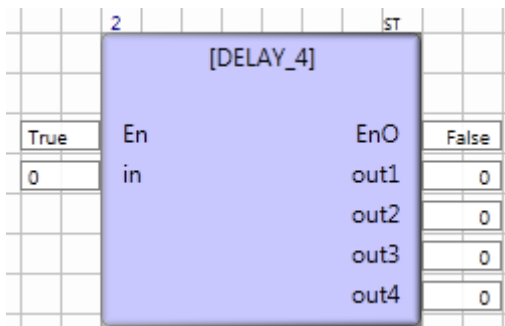 2 ST
[DELAY_4]
True En EnO False
0 in out1 0
out2 0
out3 0
out4 0